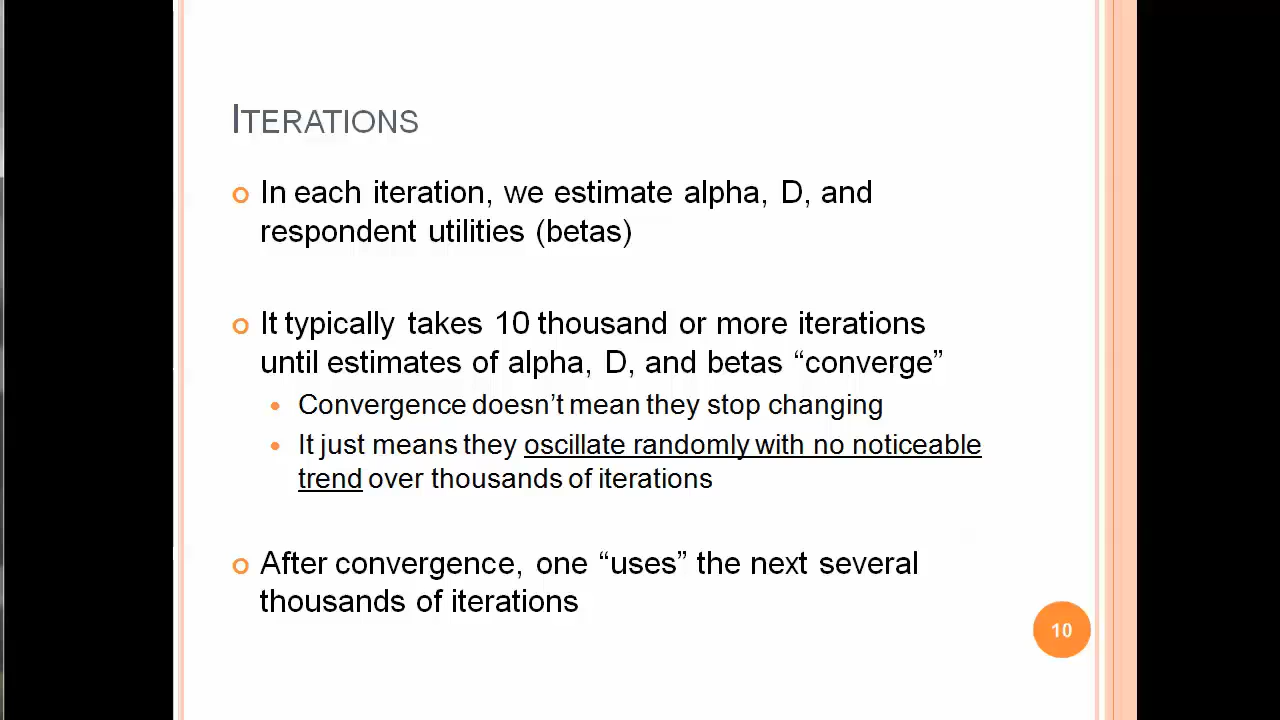 ITERATIONS
In each iteration, we estimate alpha, D, and
respondent utilities (betas)
It typically takes 10 thousand or more iterations
until estimates of alpha, D, and betas “converge”
Convergence doesn’t mean they stop changing
It just means they oscillate randomly with no noticeable
trend over thousands of iterations
After convergence, one “uses” the next several
thousands of iterations
10